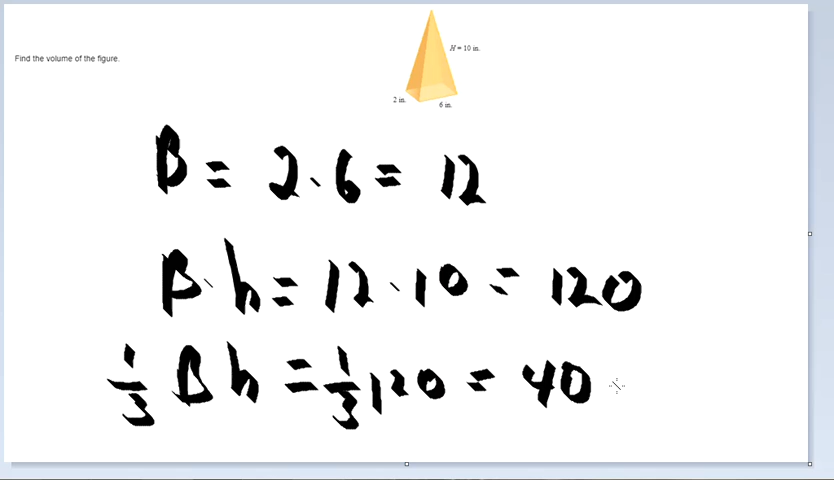 H = 10 in.
Find the volume of the figure.
2 in.
6 in.
B = 2 · 6 = 12
B · h = 12 · 10 = 120
1/3 B h = 1/3 120 = 40